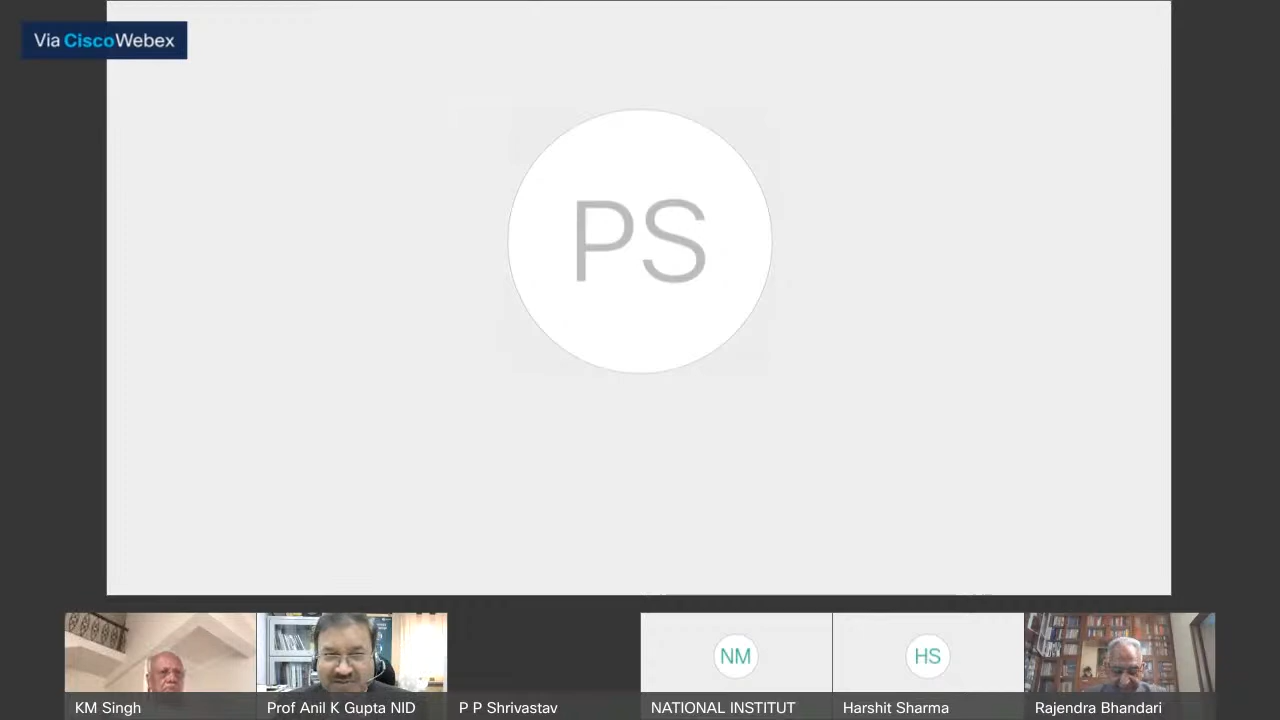 Via CiscoWebex
PS
NM
HS
KM Singh
Prof Anil K Gupta NID
P P Shrivastav
NATIONAL INSTITUT
Harshit Sharma
Rajendra Bhandari